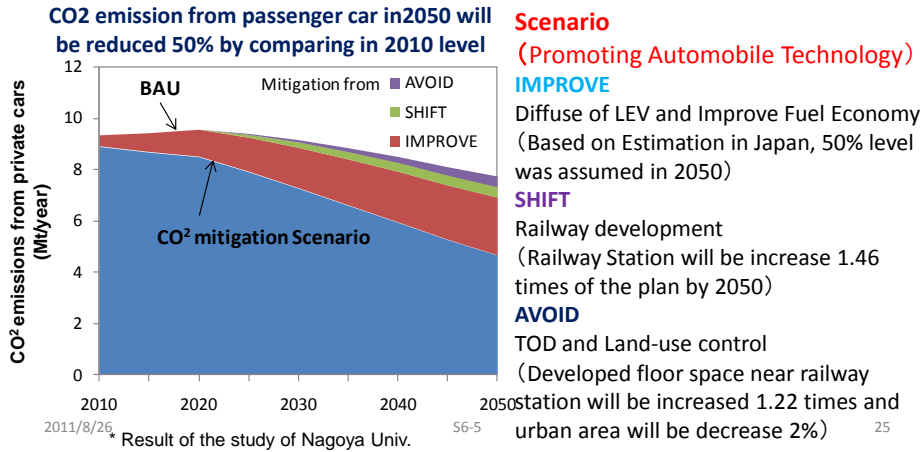 CO2 emission from passenger car in2050 will
be reduced 50% by comparing in 2010 level
12
10
8
6
4
2
0
CO² emissions from private cars
(Mt/year)
BAU
Mitigation from
AVOID
SHIFT
IMPROVE
CO² mitigation Scenario
2010
2020
2030
2040
2050
2011/8/26
* Result of the study of Nagoya Univ.
S6-5
Scenario
（Promoting Automobile Technology）
IMPROVE
Diffuse of LEV and Improve Fuel Economy
（Based on Estimation in Japan, 50% level
was assumed in 2050）
SHIFT
Railway development
（Railway Station will be increase 1.46
times of the plan by 2050）
AVOID
TOD and Land-use control
（Developed floor space near railway
station will be increased 1.22 times and
urban area will be decrease 2%）
25